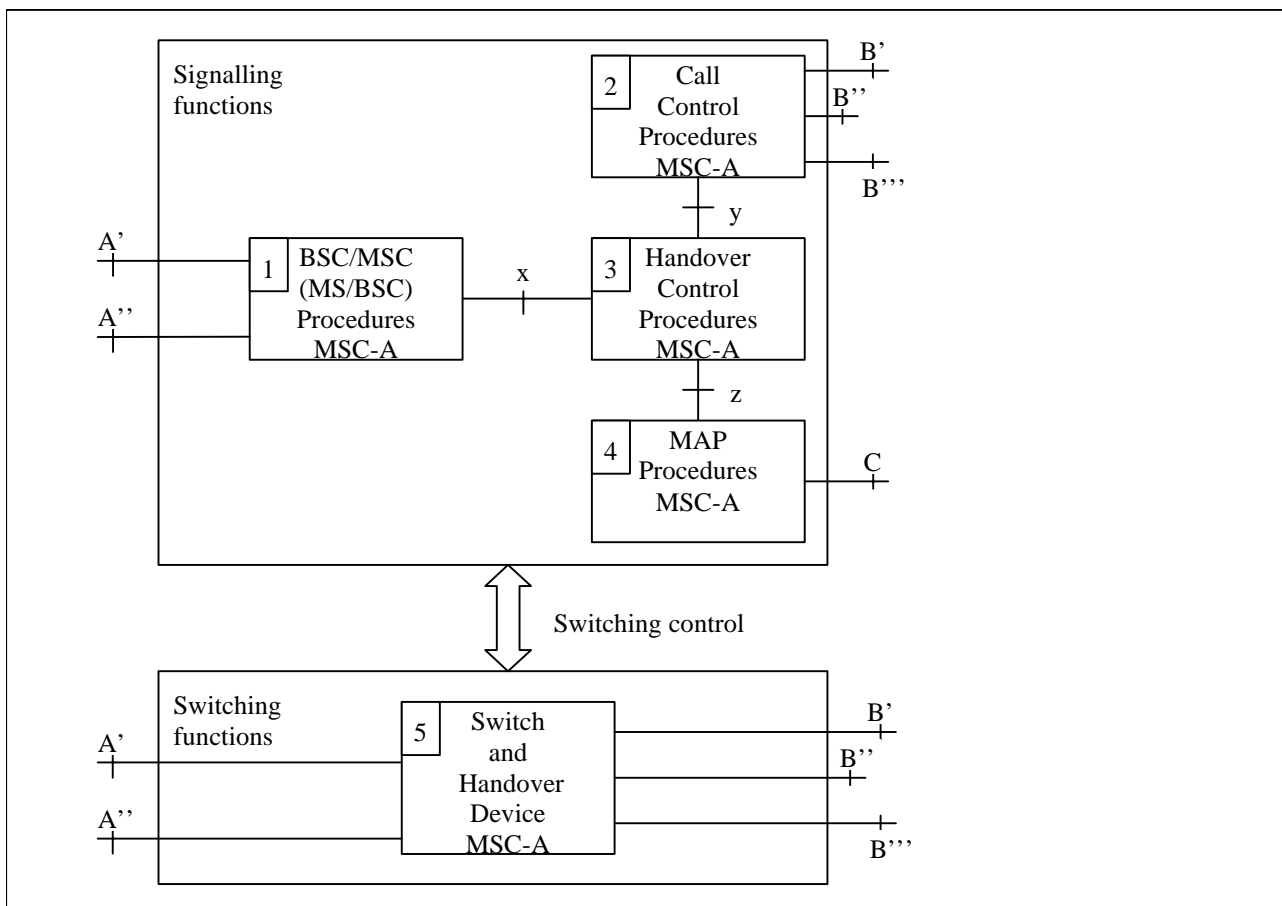 Signalling
functions
2
Call
Control
Procedures
MSC-A
B'
B’’
B’’’
y
A’
A’’
1
BSC/MSC
(MS/BSC)
Procedures
MSC-A
x
3
Handover
Control
Procedures
MSC-A
z
4
MAP
Procedures
MSC-A
C
Switching control
Switching
functions
5
Switch
and
Handover
Device
MSC-A
A’
A’’
B’
B’’
B’’’